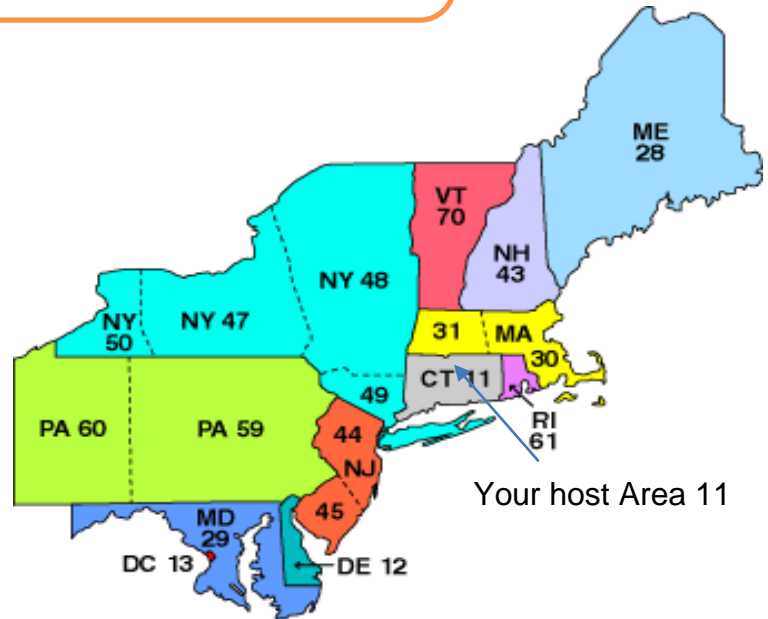 ME
28
VT
70
NH
43
NY 48
NY 47
NY
50
31
MA
30
CT 11
49
RI
61
PA 60
PA 59
44
NJ
45
Your host Area 11
MD
29
DC 13
DE 12